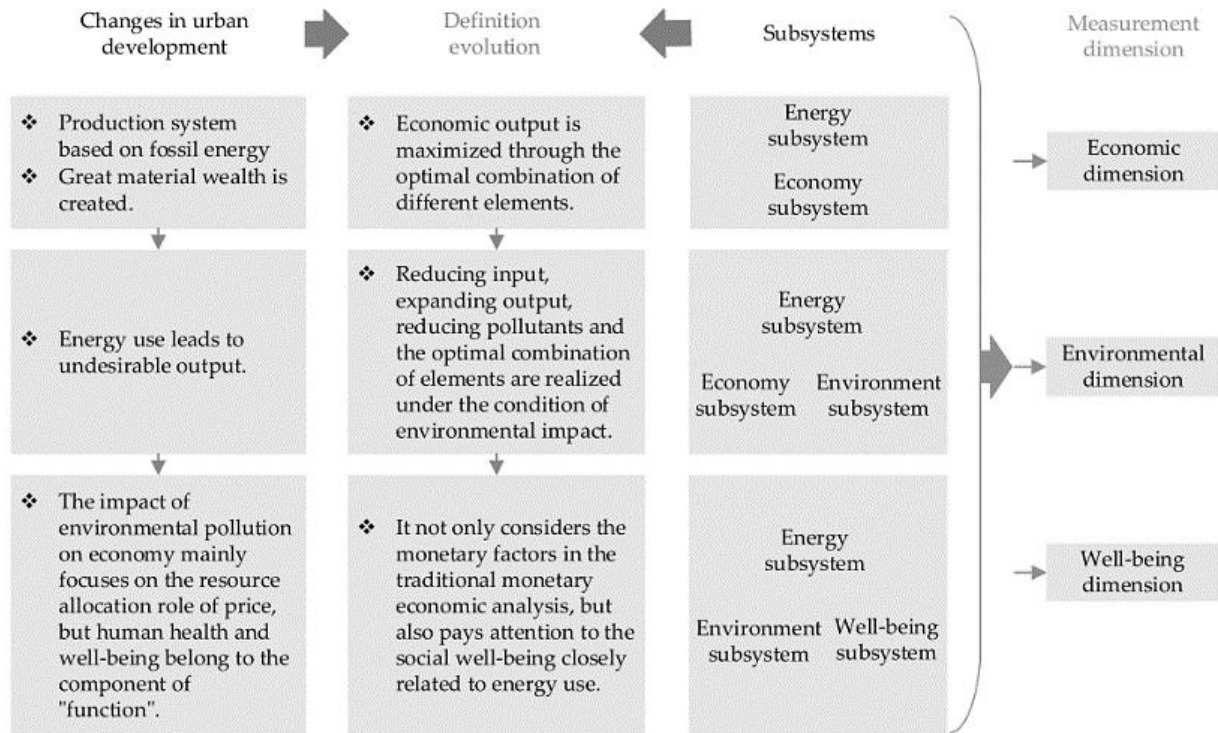 Changes in urban
development
Definition
evolution
Subsystems
Measurement
dimension
❖ Production system
based on fossil energy
❖ Great material wealth is
created.
❖ Economic output is
maximized through the
optimal combination of
different elements.
Energy
subsystem
Economy
subsystem
Economic
dimension
❖ Energy use leads to
undesirable output.
❖ Reducing input,
expanding output,
reducing pollutants and
the optimal combination
of elements are realized
under the condition of
environmental impact.
Energy
subsystem
Economy
subsystem
Environment
subsystem
Environmental
dimension
❖ The impact of
environmental pollution
on economy mainly
focuses on the resource
allocation role of price,
but human health and
well-being belong to the
component of
"function".
❖ It not only considers the
monetary factors in the
traditional monetary
economic analysis, but
also pays attention to the
social well-being closely
related to energy use.
Energy
subsystem
Environment
subsystem
Well-being
subsystem
Well-being
dimension